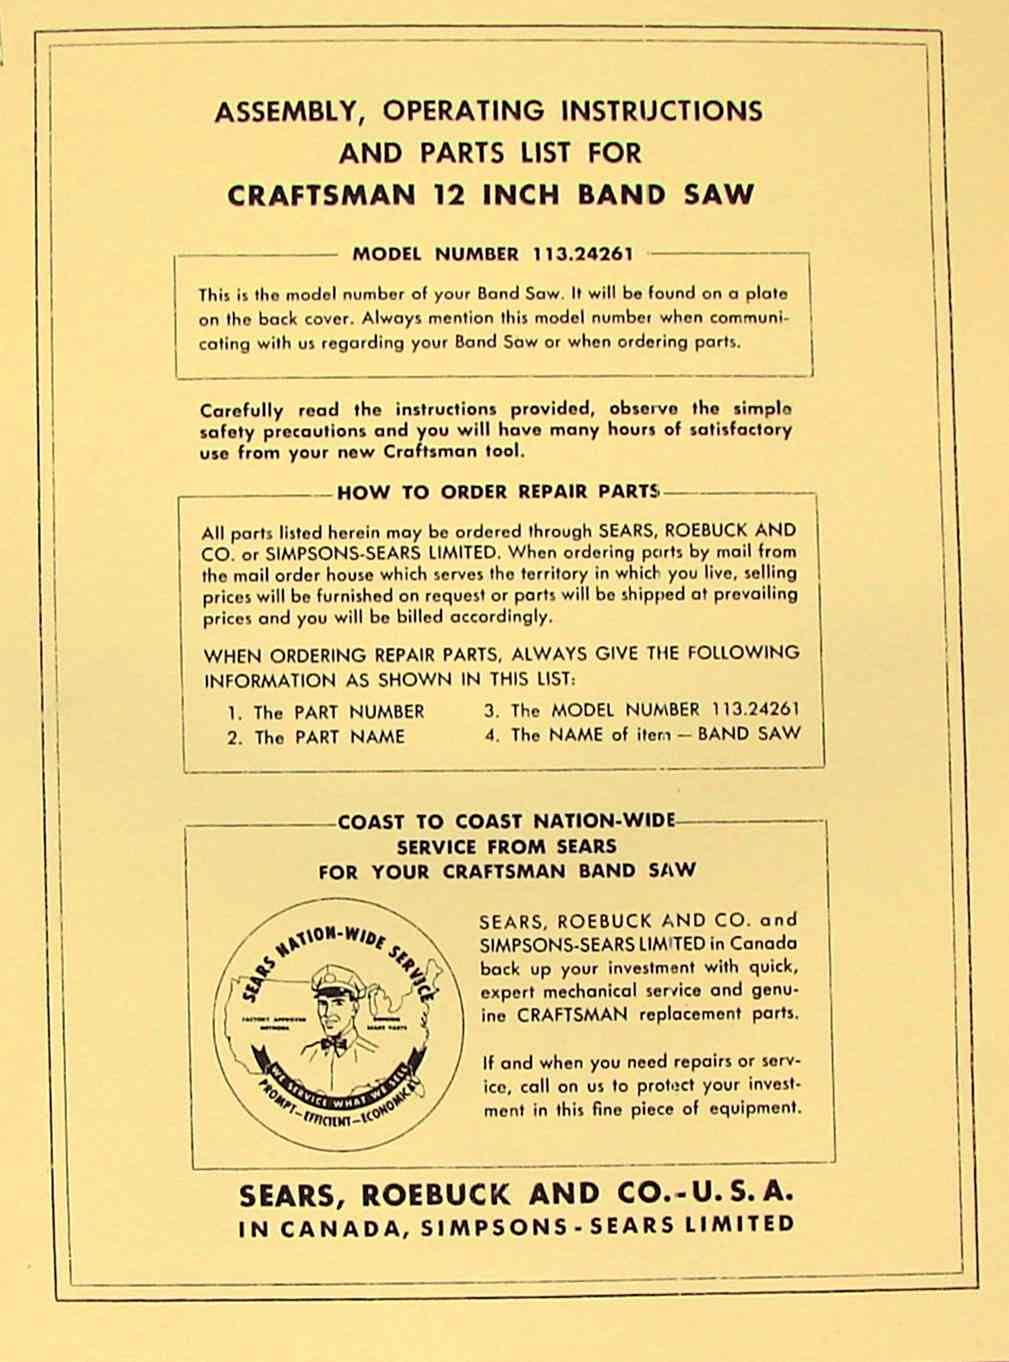 ASSEMBLY, OPERATING INSTRUCTIONS
AND PARTS LIST FOR
CRAFTSMAN 12 INCH BAND SAW
MODEL NUMBER 113.24261
This is the model number of your Band Saw. It will be found on a plate
on the back cover. Always mention this model number when communi-
cating with us regarding your Band Saw or when ordering parts.
Carefully read the instructions provided, observe the simple
safety precautions and you will have many hours of satisfactory
use from your new Craftsman tool.
HOW TO ORDER REPAIR PARTS
All parts listed herein may be ordered through SEARS, ROEBUCK AND
CO. or SIMPSONS-SEARS LIMITED. When ordering parts by mail from
the mail order house which serves the territory in which you live, selling
prices will be furnished on request or parts will be shipped at prevailing
prices and you will be billed accordingly.
WHEN ORDERING REPAIR PARTS, ALWAYS GIVE THE FOLLOWING
INFORMATION AS SHOWN IN THIS LIST:
1. The PART NUMBER
2. The PART NAME
3. The MODEL NUMBER 113.24261
4. The NAME of item — BAND SAW
COAST TO COAST NATION-WIDE
SERVICE FROM SEARS
FOR YOUR CRAFTSMAN BAND SAW
SEARS NATION-WIDE SERVICE
FACTORY APPROVED
METHODS
GENUINE
SEARS PARTS
WE SERVICE WHAT WE SELL
PROMPT—EFFICIENT—ECONOMICAL
SEARS, ROEBUCK AND CO. and
SIMPSONS-SEARS LIMITED in Canada
back up your investment with quick,
expert mechanical service and genu-
ine CRAFTSMAN replacement parts.
If and when you need repairs or serv-
ice, call on us to protect your invest-
ment in this fine piece of equipment.
SEARS, ROEBUCK AND CO.-U. S. A.
IN CANADA, SIMPSONS - SEARS LIMITED